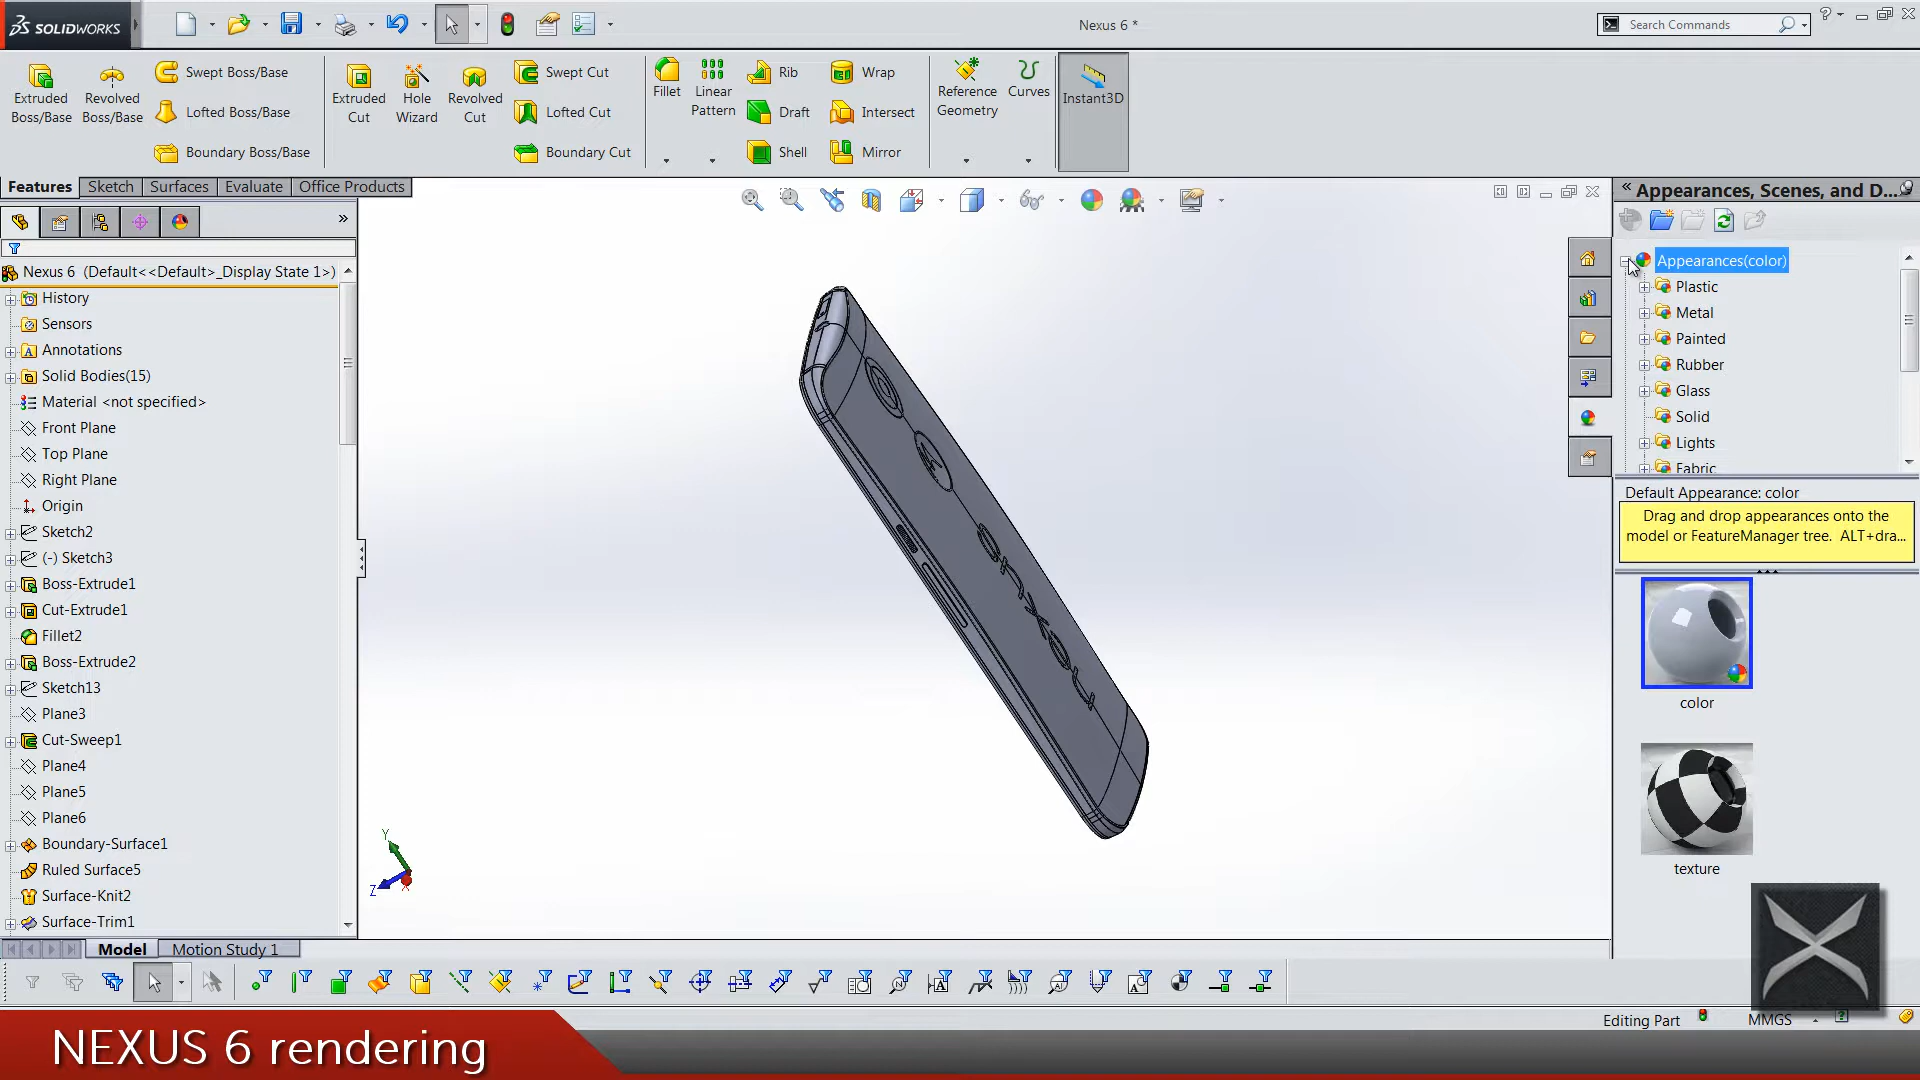 SOLIDWORKS
Nexus 6 *
Search Commands
Extruded Boss/Base
Revolved Boss/Base
Swept Boss/Base
Lofted Boss/Base
Boundary Boss/Base
Extruded Cut
Hole Wizard
Revolved Cut
Swept Cut
Lofted Cut
Boundary Cut
Fillet
Linear Pattern
Rib
Draft
Shell
Wrap
Intersect
Mirror
Reference Geometry
Curves
Instant3D
Features
Sketch
Surfaces
Evaluate
Office Products
Nexus 6 (Default<<Default>_Display State 1>)
History
Sensors
Annotations
Solid Bodies(15)
Material <not specified>
Front Plane
Top Plane
Right Plane
Origin
Sketch2
(-) Sketch3
Boss-Extrude1
Cut-Extrude1
Fillet2
Boss-Extrude2
Sketch13
Plane3
Cut-Sweep1
Plane4
Plane5
Plane6
Boundary-Surface1
Ruled Surface5
Surface-Knit2
Surface-Trim1
nexus
Y
Z
X
Appearances, Scenes, and D...
Appearances(color)
Plastic
Metal
Painted
Rubber
Glass
Solid
Lights
Fabric
Default Appearance: color
Drag and drop appearances onto the
model or FeatureManager tree. ALT+dra...
color
texture
Model
Motion Study 1
Editing Part
MMGS
NEXUS 6 rendering